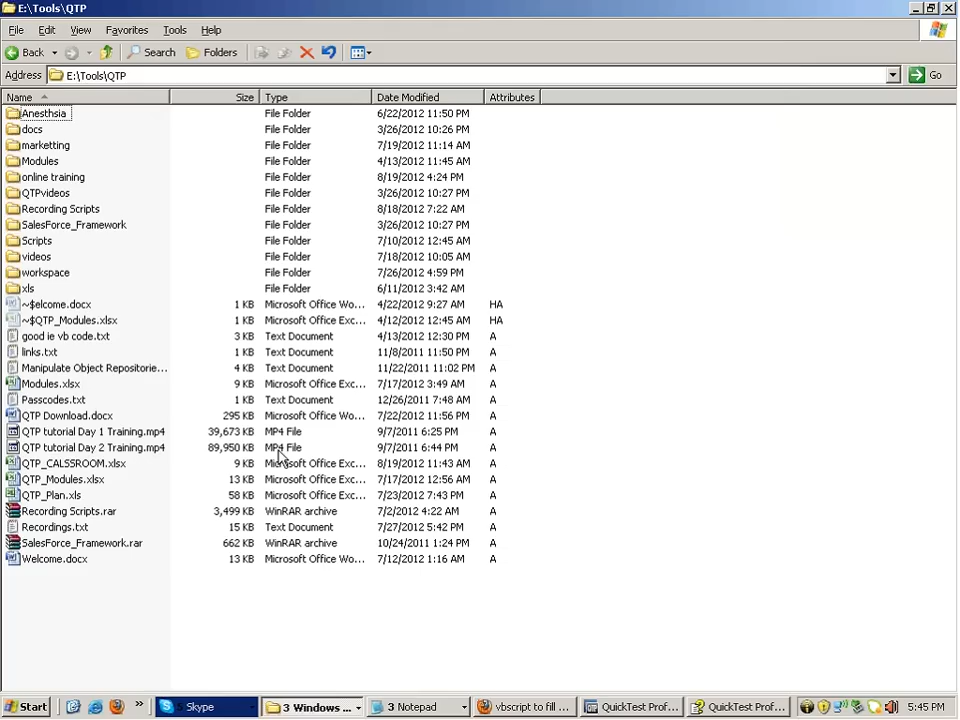 E:\Tools\QTP
File Edit View Favorites Tools Help
Back Search Folders
Address E:\Tools\QTP Go
Name Size Type Date Modified Attributes
Anesthsia File Folder 6/22/2012 11:50 PM
docs File Folder 3/26/2012 10:26 PM
marketting File Folder 7/19/2012 11:14 AM
Modules File Folder 4/13/2012 11:45 AM
online training File Folder 8/19/2012 4:24 PM
QTPvideos File Folder 3/26/2012 10:27 PM
Recording Scripts File Folder 8/18/2012 7:22 AM
SalesForce_Framework File Folder 3/26/2012 10:27 PM
Scripts File Folder 7/10/2012 12:45 AM
videos File Folder 7/18/2012 10:05 AM
workspace File Folder 7/26/2012 4:59 PM
xls File Folder 6/11/2012 3:42 AM
~$elcome.docx 1 KB Microsoft Office Wo... 4/22/2012 9:27 AM HA
~$QTP_Modules.xlsx 1 KB Microsoft Office Exc... 4/12/2012 12:45 AM HA
good ie vb code.txt 3 KB Text Document 4/13/2012 12:30 PM A
links.txt 1 KB Text Document 11/8/2011 11:50 PM A
Manipulate Object Repositorie... 4 KB Text Document 11/22/2011 11:02 PM A
Modules.xlsx 9 KB Microsoft Office Exc... 7/17/2012 3:49 AM A
Passcodes.txt 1 KB Text Document 12/26/2011 7:48 AM A
QTP Download.docx 295 KB Microsoft Office Wo... 7/22/2012 11:56 PM A
QTP tutorial Day 1 Training.mp4 39,673 KB MP4 File 9/7/2011 6:25 PM A
QTP tutorial Day 2 Training.mp4 89,950 KB MP4 File 9/7/2011 6:44 PM A
QTP_CALSSROOM.xlsx 9 KB Microsoft Office Exc... 8/19/2012 11:43 AM A
QTP_Modules.xlsx 13 KB Microsoft Office Exc... 7/17/2012 12:56 AM A
QTP_Plan.xls 58 KB Microsoft Office Exc... 7/23/2012 7:43 PM A
Recording Scripts.rar 3,499 KB WinRAR archive 7/2/2012 4:22 AM A
Recordings.txt 15 KB Text Document 7/27/2012 5:42 PM A
SalesForce_Framework.rar 662 KB WinRAR archive 10/24/2011 1:24 PM A
Welcome.docx 13 KB Microsoft Office Wo... 7/12/2012 1:16 AM A
Start » Skype 3 Windows ... 3 Notepad vbscript to fill ... QuickTest Prof... QuickTest Prof... 5:45 PM